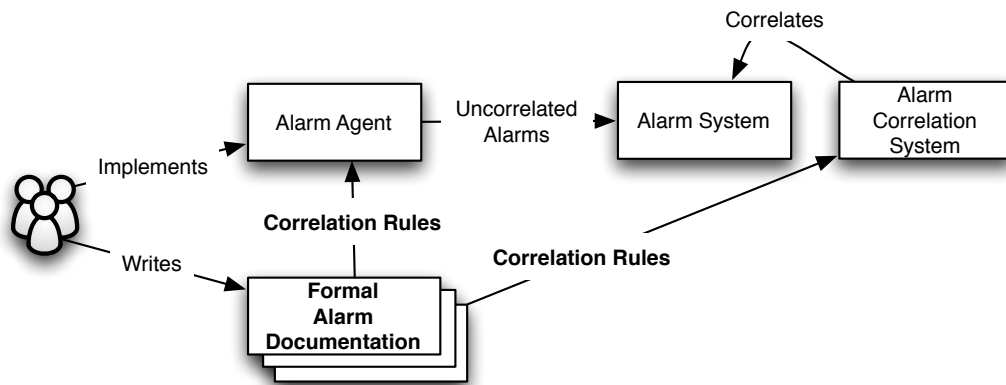 Correlates
Alarm Agent
Uncorrelated
Alarms
Alarm System
Alarm
Correlation
System
Implements
Correlation Rules
Correlation Rules
Writes
Formal
Alarm
Documentation